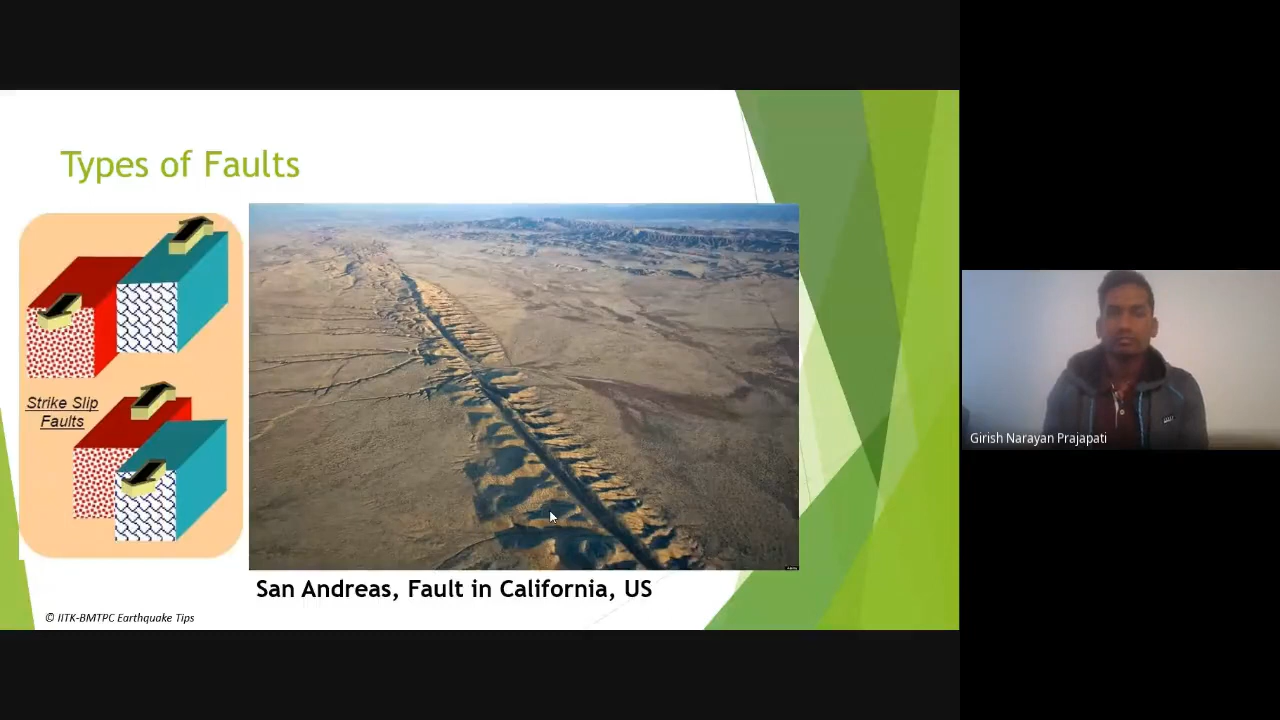 Types of Faults
Strike Slip
Faults
San Andreas, Fault in California, US
© IITK-BMTPC Earthquake Tips
Girish Narayan Prajapati